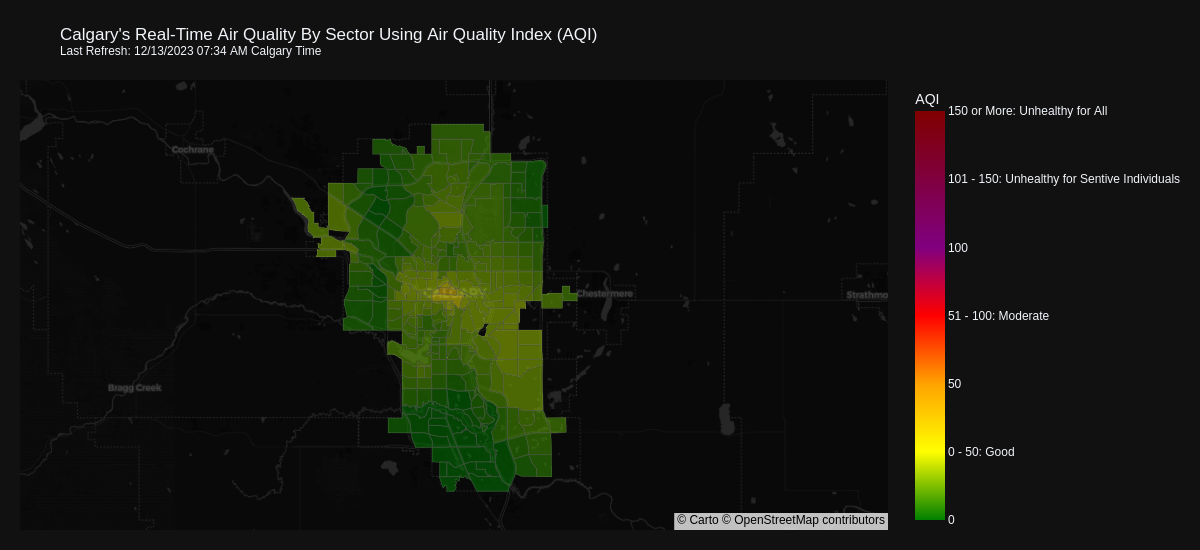 Calgary's Real-Time Air Quality By Sector Using Air Quality Index (AQI)
Last Refresh: 12/13/2023 07:34 AM Calgary Time
AQI
150 or More: Unhealthy for All
Cochrane
101 - 150: Unhealthy for Sentive Individuals
100
CALGARY
Chestermere
Strathmo
51 - 100: Moderate
50
Bragg Creek
0 - 50: Good
0
© Carto © OpenStreetMap contributors